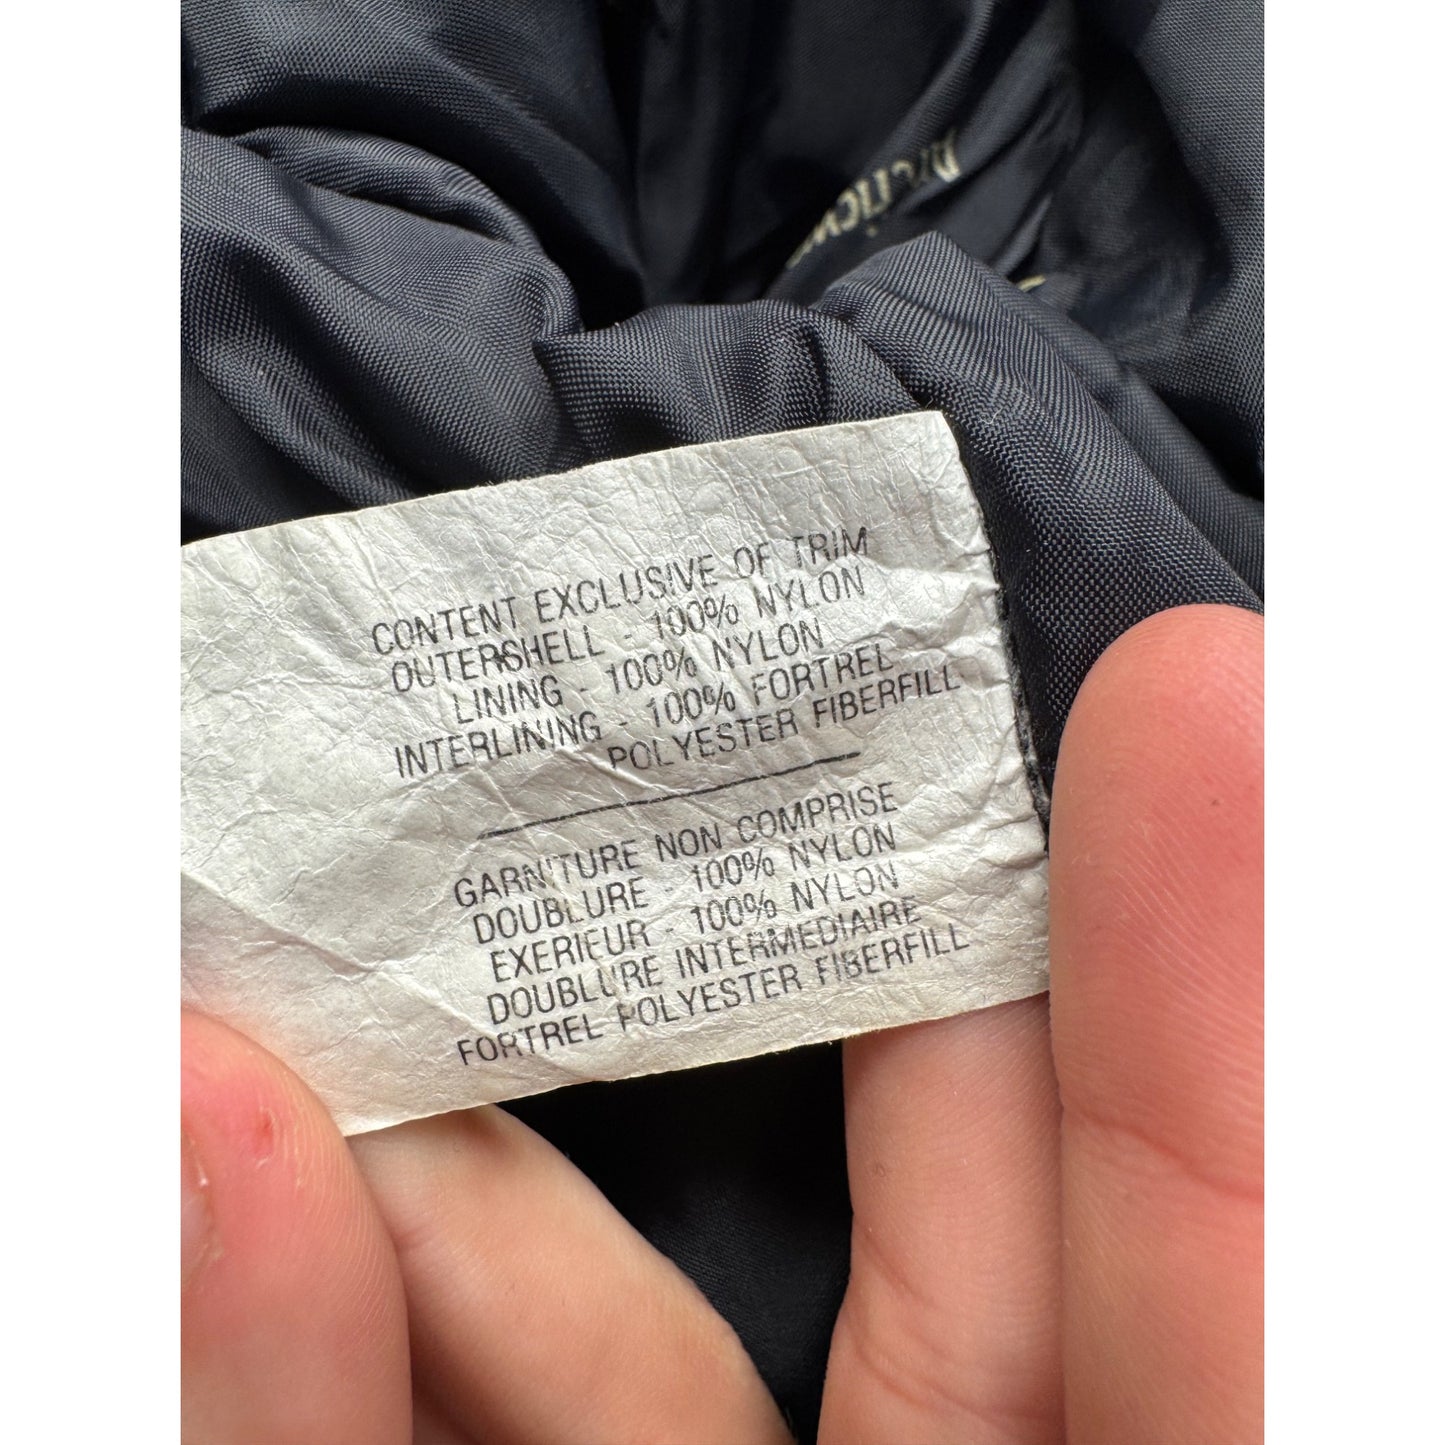 CONTENT EXCLUSIVE OF TRIM
OUTERSHELL - 100% NYLON
LINING - 100% NYLON
INTERLINING - 100% FORTREL
POLYESTER FIBERFILL
GARNITURE NON COMPRISE
DOUBLURE - 100% NYLON
EXERIEUR - 100% NYLON
DOUBLURE INTERMEDIAIRE
FORTREL POLYESTER FIBERFILL